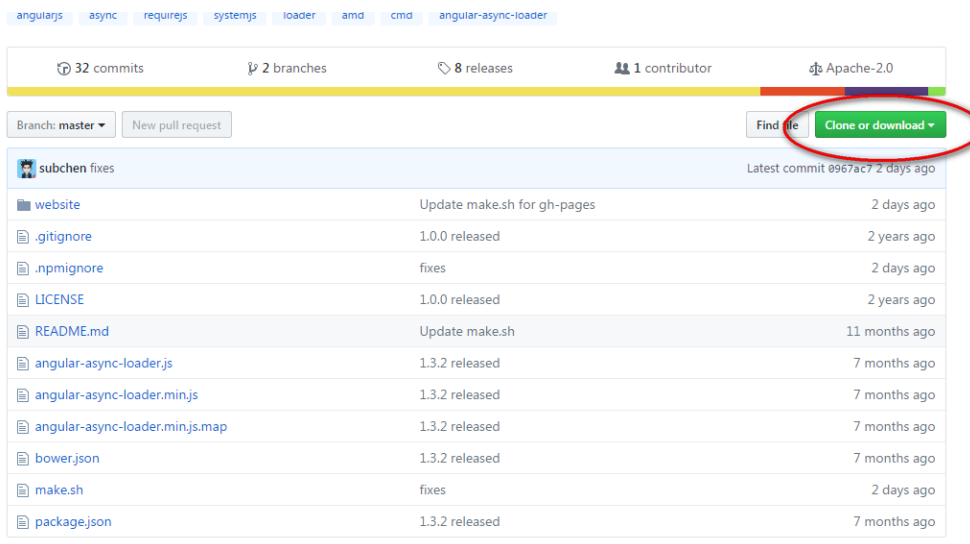 angularjs async requirejs systemjs loader amd cmd angular-async-loader
32 commits 2 branches 8 releases 1 contributor Apache-2.0
Branch: master New pull request Find file Clone or download
subchen fixes Latest commit 0967ac7 2 days ago
website Update make.sh for gh-pages 2 days ago
.gitignore 1.0.0 released 2 years ago
.npmignore fixes 2 days ago
LICENSE 1.0.0 released 2 years ago
README.md Update make.sh 11 months ago
angular-async-loader.js 1.3.2 released 7 months ago
angular-async-loader.min.js 1.3.2 released 7 months ago
angular-async-loader.min.js.map 1.3.2 released 7 months ago
bower.json 1.3.2 released 7 months ago
make.sh fixes 2 days ago
package.json 1.3.2 released 7 months ago